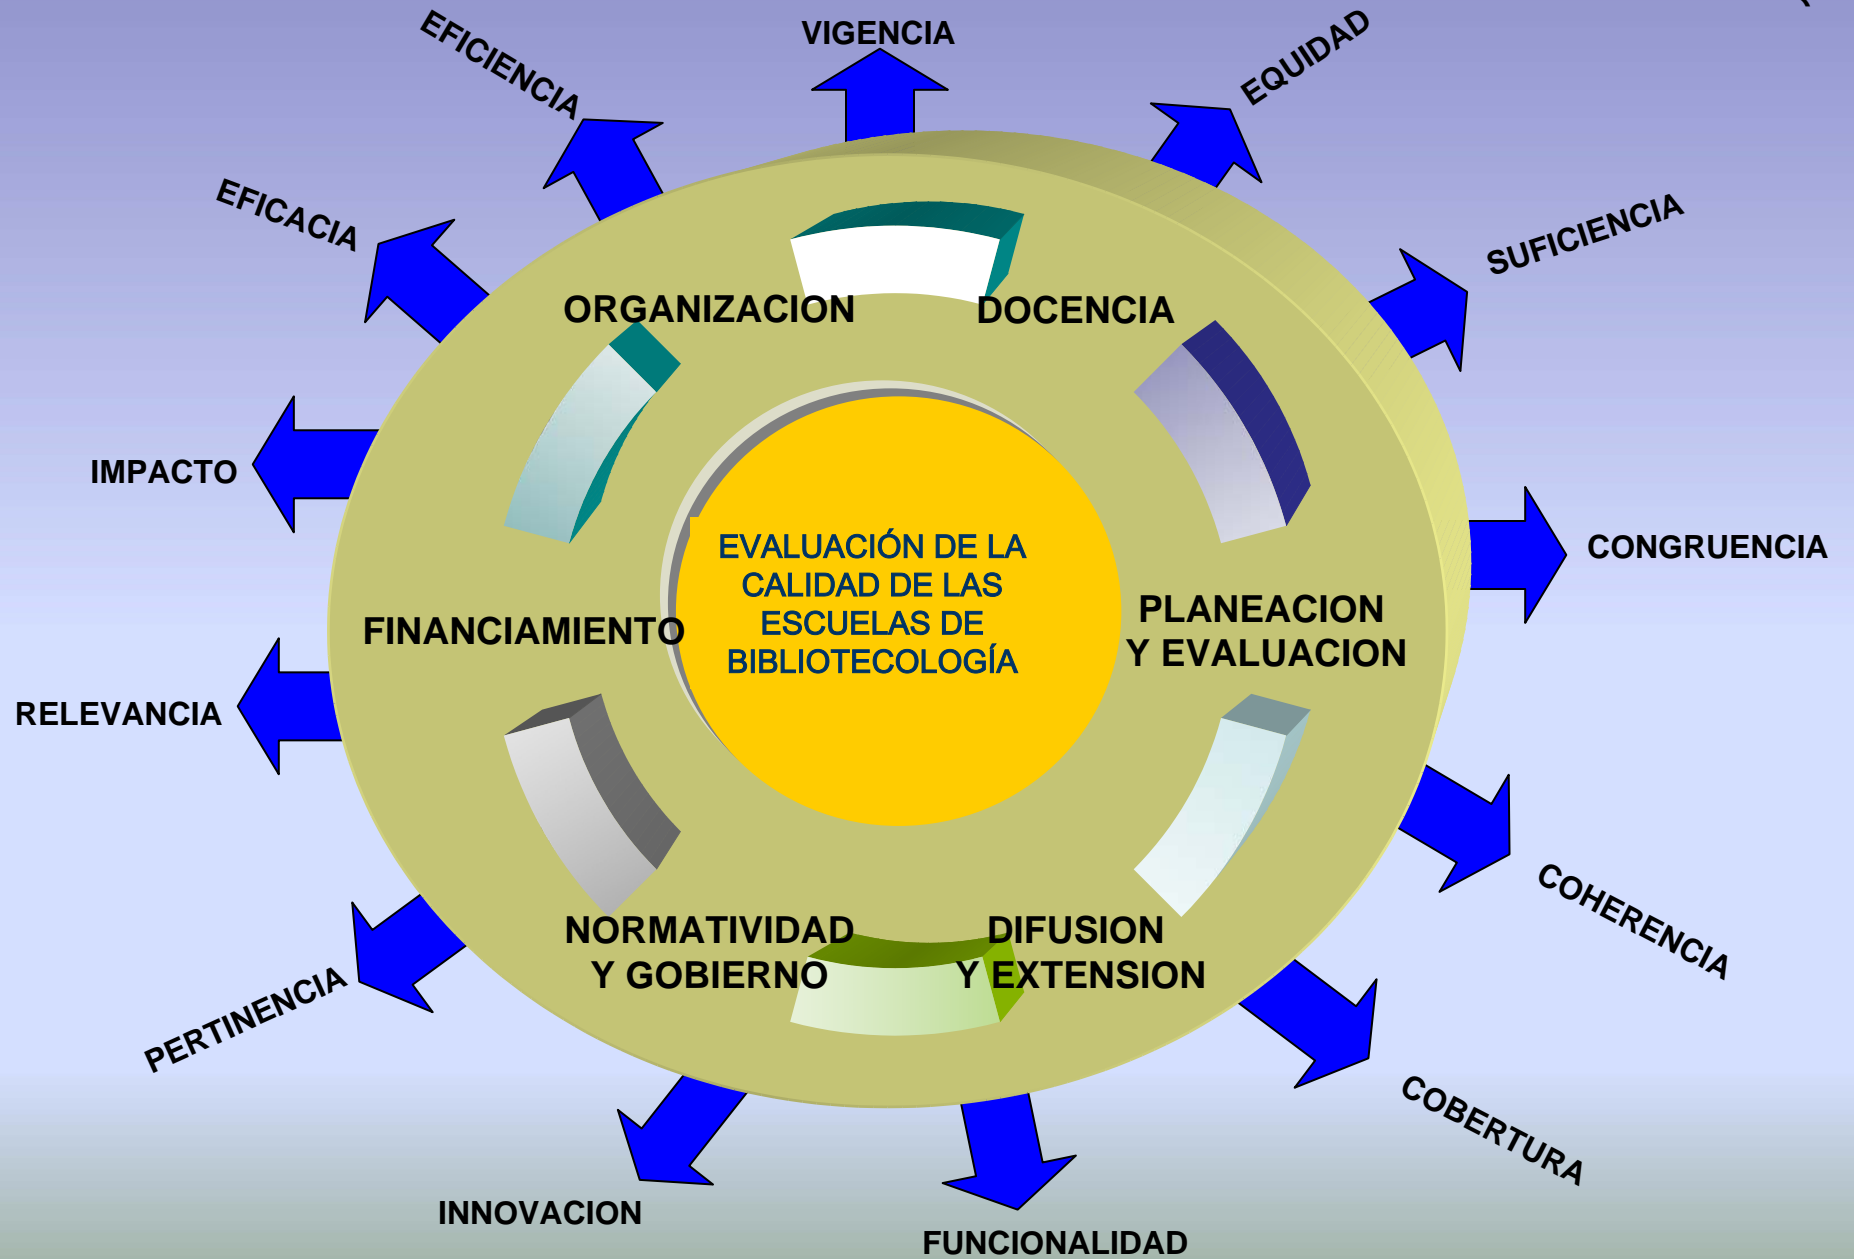 VIGENCIA
EQUIDAD
SUFICIENCIA
CONGRUENCIA
COHERENCIA
COBERTURA
FUNCIONALIDAD
INNOVACION
PERTINENCIA
RELEVANCIA
IMPACTO
EFICACIA
EFICIENCIA
ORGANIZACION
DOCENCIA
PLANEACION
Y EVALUACION
DIFUSION
Y EXTENSION
NORMATIVIDAD
Y GOBIERNO
FINANCIAMIENTO
EVALUACIÓN DE LA
CALIDAD DE LAS
ESCUELAS DE
BIBLIOTECOLOGÍA